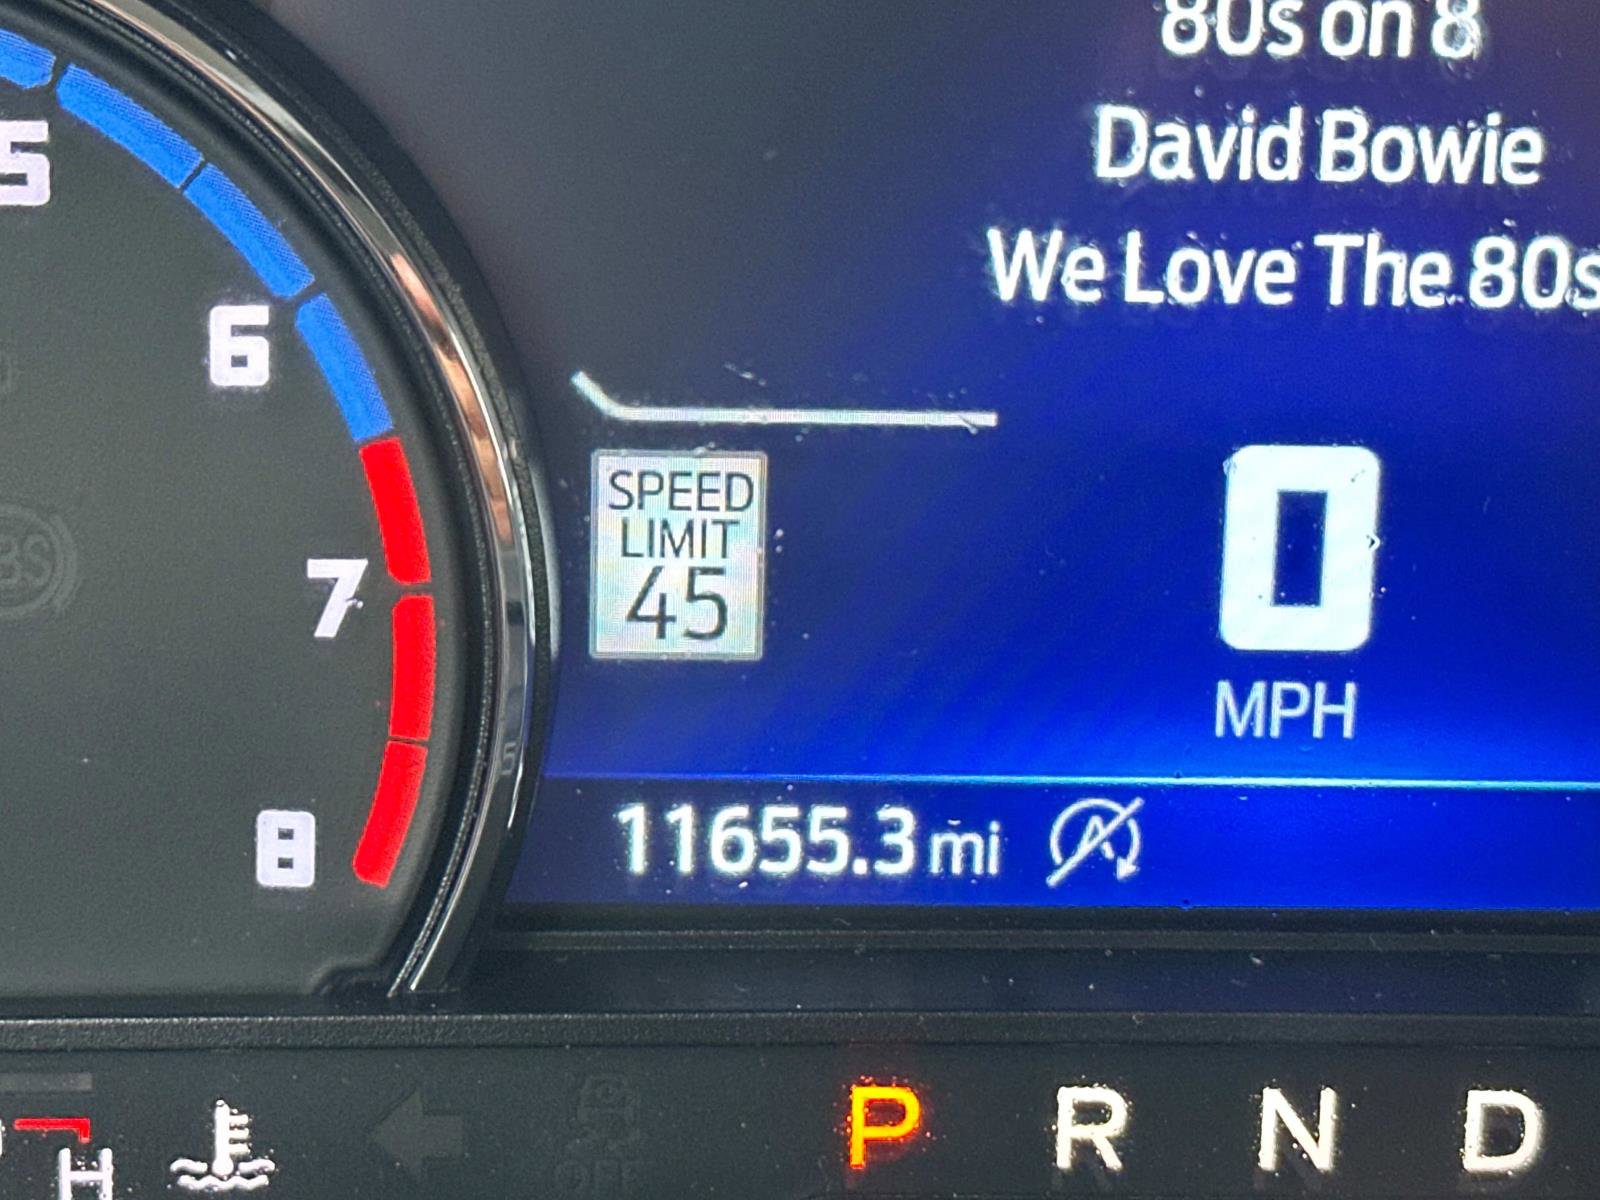 80s on 8
David Bowie
We Love The 80s
5
6
7
8
SPEED
LIMIT
45
0
MPH
11655.3 mi
A
H
OFF
P R N D